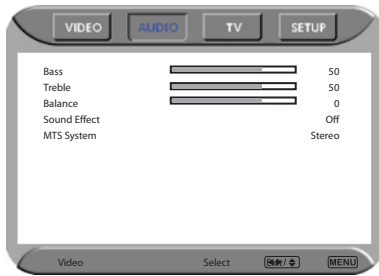 VIDEO AUDIO TV SETUP
Bass 50
Treble 50
Balance 0
Sound Effect Off
MTS System Stereo
Video Select MENU